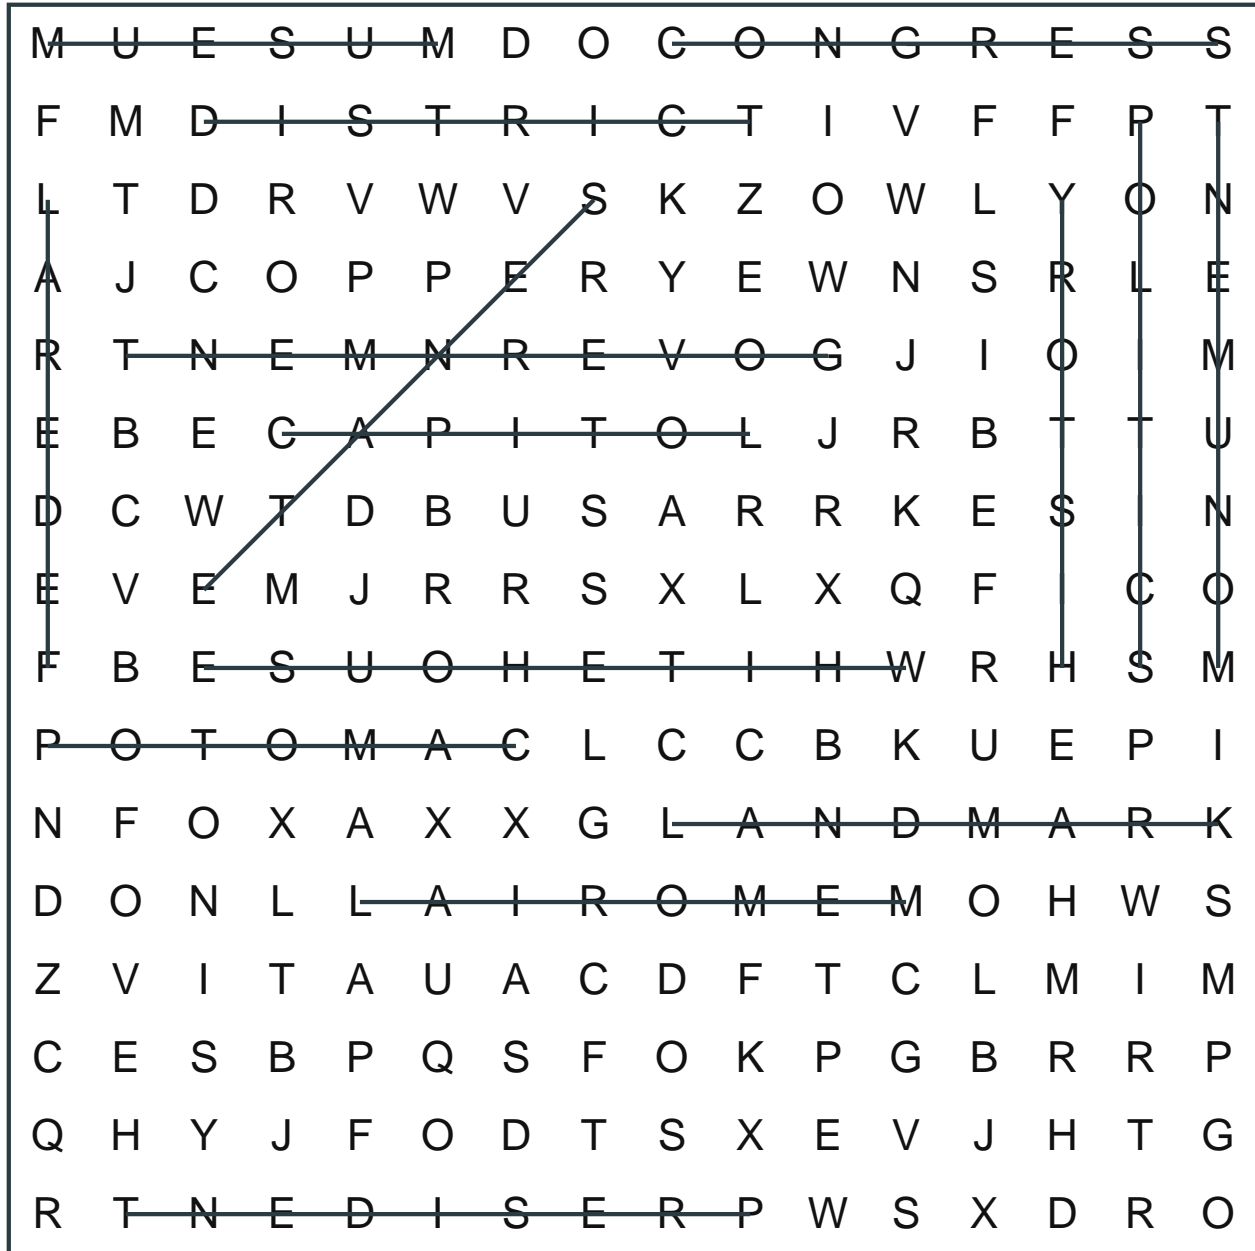 M U E S U M D O C O N G R E S S
F M D I S T R I C T I V F F P T
L T D R V W V S K Z O W L Y O N
A J C O P P E R Y E W N S R L E
R T N E M N R E V O G J I O I M
E B E C A P I T O L J R B T T U
D C W T D B U S A R R K E S I N
E V E M J R R S X L X Q F I C O
F B E S U O H E T I H W R H S M
P O T O M A C L C C B K U E P I
N F O X A X X G L A N D M A R K
D O N L L A I R O M E M O H W S
Z V I T A U A C D F T C L M I M
C E S B P Q S F O K P G B R R P
Q H Y J F O D T S X E V J H T G
R T N E D I S E R P W S X D R O